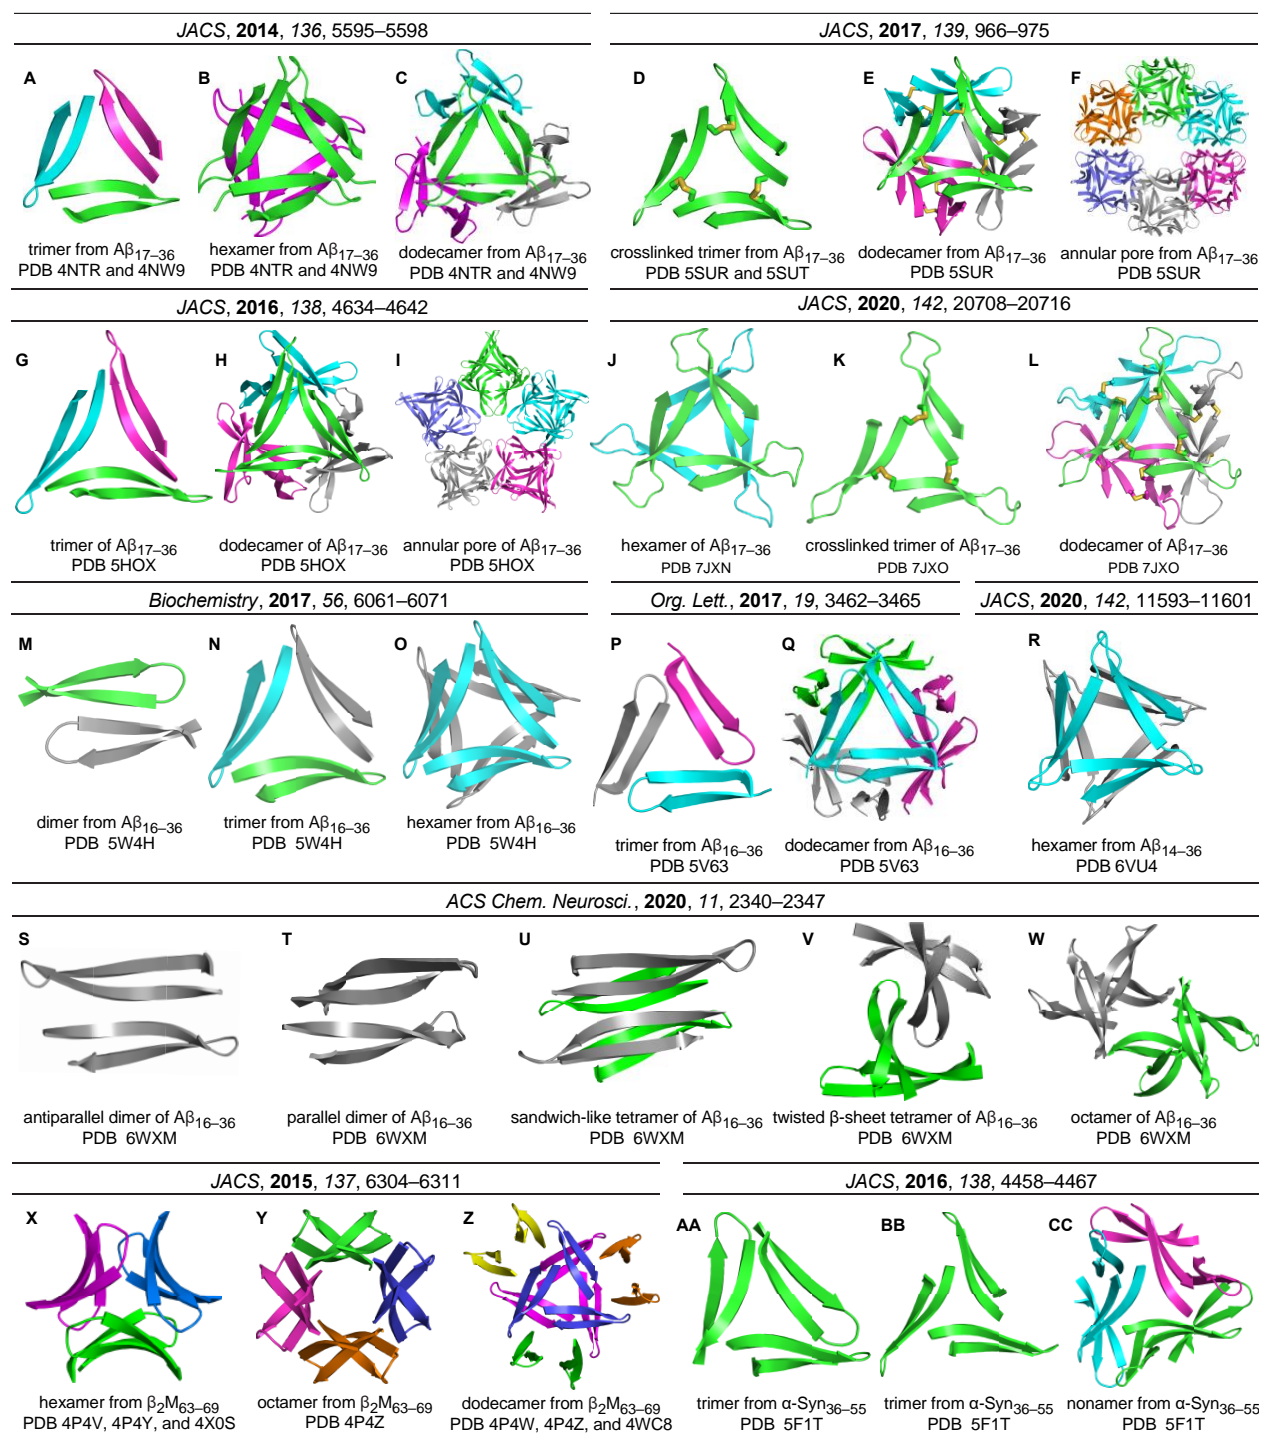 JACS, 2014, 136, 5595–5598
JACS, 2017, 139, 966–975
A
B
C
D
E
F
trimer from Aβ17–36
PDB 4NTR and 4NW9
hexamer from Aβ17–36
PDB 4NTR and 4NW9
dodecamer from Aβ17–36
PDB 4NTR and 4NW9
crosslinked trimer from Aβ17–36
PDB 5SUR and 5SUT
dodecamer from Aβ17–36
PDB 5SUR
annular pore from Aβ17–36
PDB 5SUR
JACS, 2016, 138, 4634–4642
JACS, 2020, 142, 20708–20716
G
H
I
J
K
L
trimer of Aβ17–36
PDB 5HOX
dodecamer of Aβ17–36
PDB 5HOX
annular pore of Aβ17–36
PDB 5HOX
hexamer of Aβ17–36
PDB 7JXN
crosslinked trimer of Aβ17–36
PDB 7JXO
dodecamer of Aβ17–36
PDB 7JXO
Biochemistry, 2017, 56, 6061–6071
Org. Lett., 2017, 19, 3462–3465
JACS, 2020, 142, 11593–11601
M
N
O
P
Q
R
dimer from Aβ16–36
PDB 5W4H
trimer from Aβ16–36
PDB 5W4H
hexamer from Aβ16–36
PDB 5W4H
trimer from Aβ16–36
PDB 5V63
dodecamer from Aβ16–36
PDB 5V63
hexamer from Aβ14–36
PDB 6VU4
ACS Chem. Neurosci., 2020, 11, 2340–2347
S
T
U
V
W
antiparallel dimer of Aβ16–36
PDB 6WXM
parallel dimer of Aβ16–36
PDB 6WXM
sandwich-like tetramer of Aβ16–36
PDB 6WXM
twisted β-sheet tetramer of Aβ16–36
PDB 6WXM
octamer of Aβ16–36
PDB 6WXM
JACS, 2015, 137, 6304–6311
JACS, 2016, 138, 4458–4467
X
Y
Z
AA
BB
CC
hexamer from β2M63–69
PDB 4P4V, 4P4Y, and 4X0S
octamer from β2M63–69
PDB 4P4Z
dodecamer from β2M63–69
PDB 4P4W, 4P4Z, and 4WC8
trimer from α-Syn36–55
PDB 5F1T
trimer from α-Syn36–55
PDB 5F1T
nonamer from α-Syn36–55
PDB 5F1T